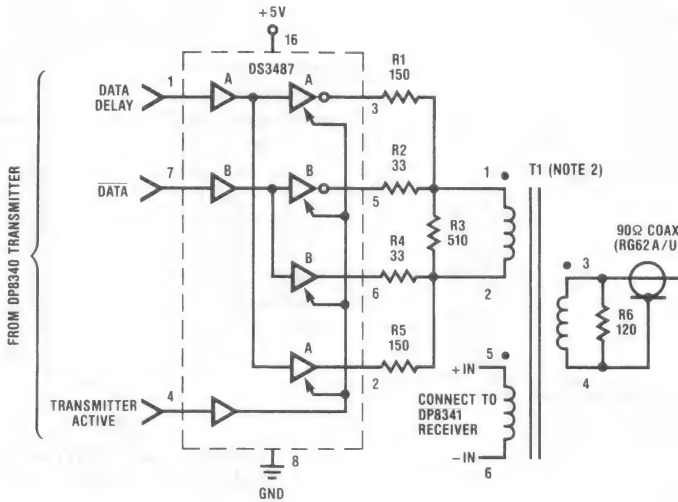 +5V
16
DS3487
DATA DELAY
1
A
A
3
R1
150
DATA
7
B
B
5
R2
33
1
T1 (NOTE 2)
R3
510
90Ω COAX
(RG62A/U
B
6
R4
33
2
3
R6
120
4
FROM DP8340 TRANSMITTER
A
2
R5
150
5
+IN
CONNECT TO
DP8341
RECEIVER
TRANSMITTER
ACTIVE
4
-IN
6
8
GND